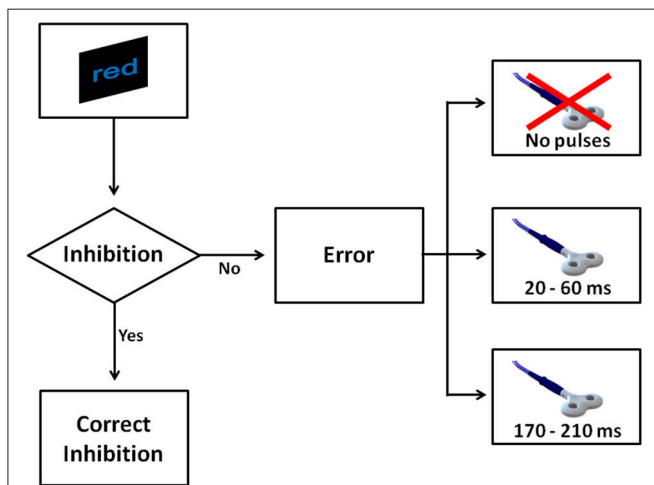 red
Inhibition
No
Error
Yes
Correct
Inhibition
No pulses
20 - 60 ms
170 - 210 ms